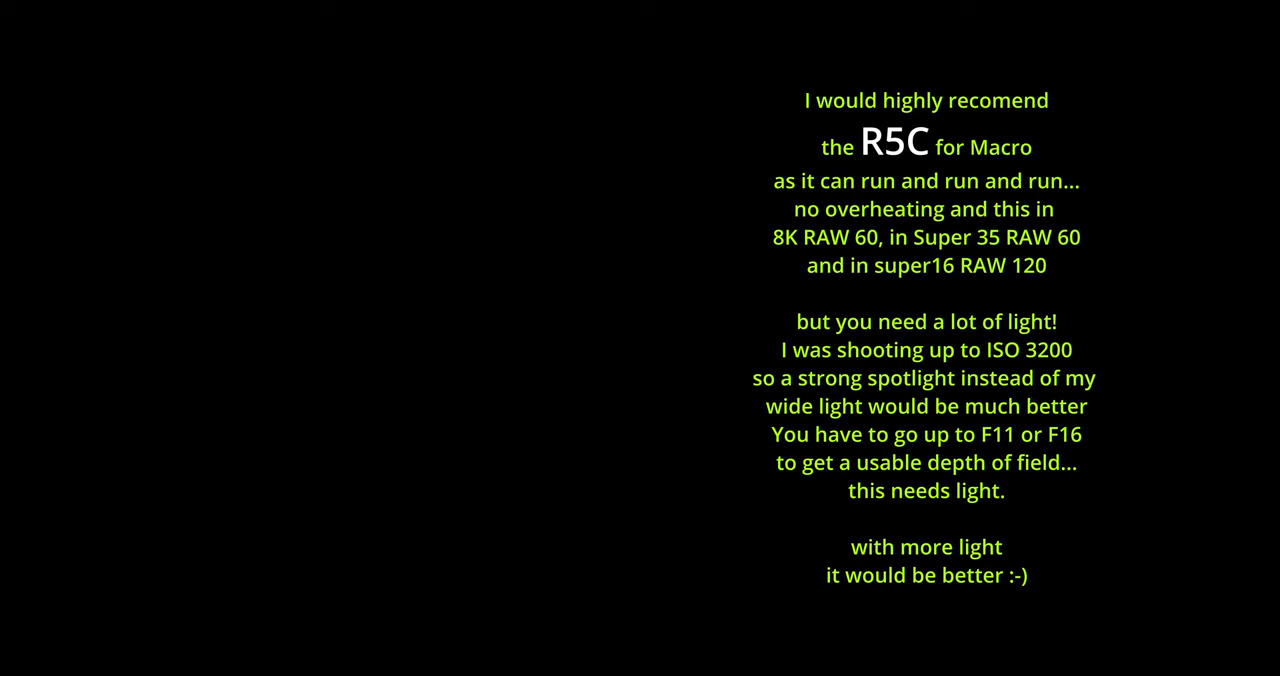 I would highly recomend
the R5C for Macro
as it can run and run and run...
no overheating and this in
8K RAW 60, in Super 35 RAW 60
and in super16 RAW 120
but you need a lot of light!
I was shooting up to ISO 3200
so a strong spotlight instead of my
wide light would be much better
You have to go up to F11 or F16
to get a usable depth of field...
this needs light.
with more light
it would be better :-)